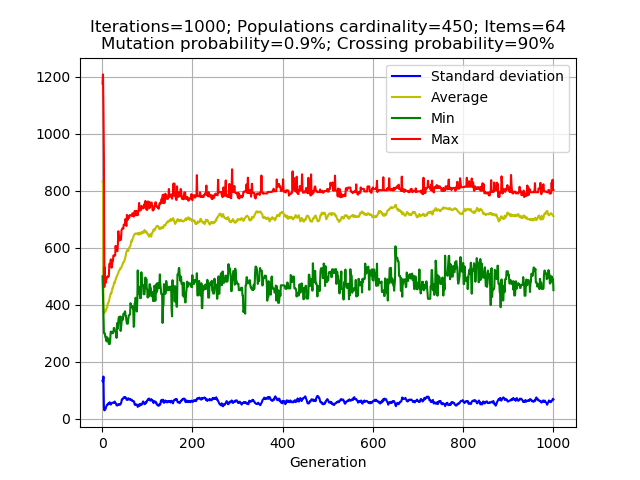 Iterations=1000; Populations cardinality=450; Items=64
Mutation probability=0.9%; Crossing probability=90%
Standard deviation
Average
Min
Max
1200
1000
800
600
400
200
0
0 200 400 600 800 1000
Generation